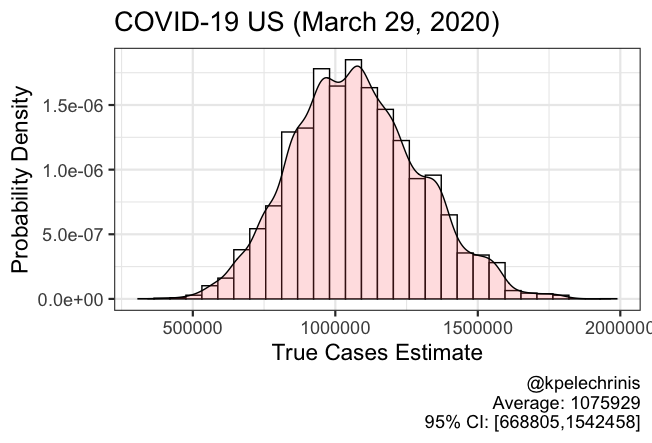 COVID-19 US (March 29, 2020)
Probability Density
1.5e-06
1.0e-06
5.0e-07
0.0e+00
500000
1000000
1500000
2000000
True Cases Estimate
@kpelechrinis
Average: 1075929
95% CI: [668805,1542458]